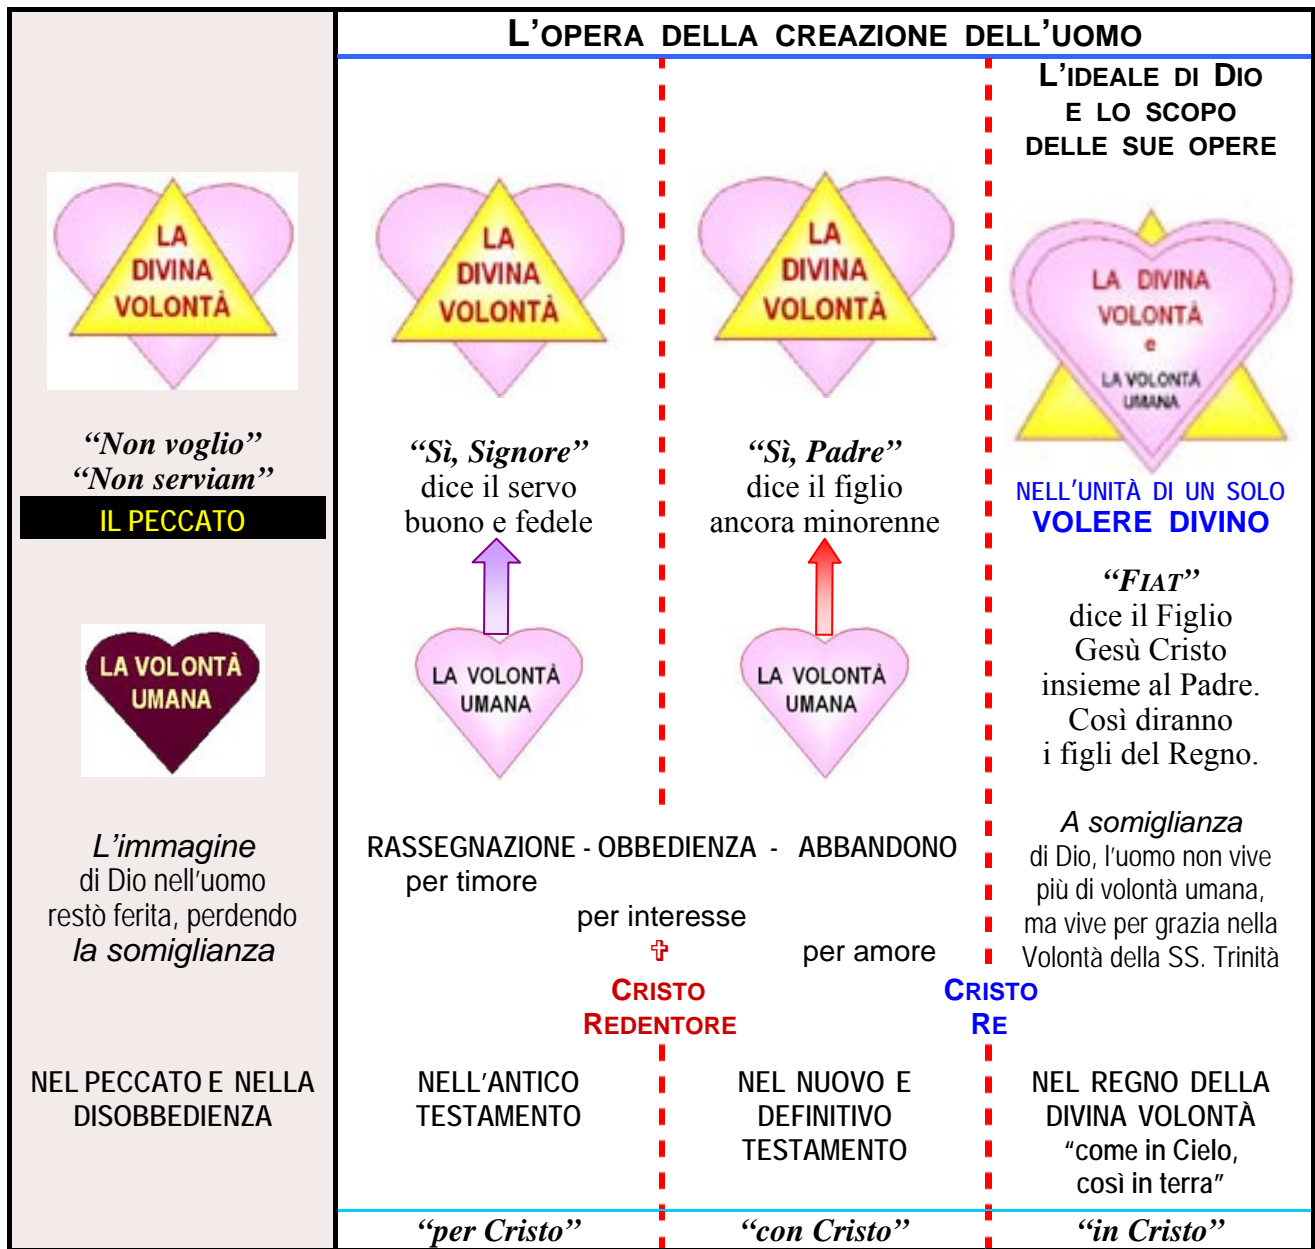 L'OPERA DELLA CREAZIONE DELL'UOMO
LA
DIVINA
VOLONTÀ
“Non voglio”
“Non serviam”
IL PECCATO
LA VOLONTÀ
UMANA
L'immagine
di Dio nell'uomo
restò ferita, perdendo
la somiglianza
NEL PECCATO E NELLA
DISOBBEDIENZA
LA
DIVINA
VOLONTÀ
“Sì, Signore”
dice il servo
buono e fedele
LA VOLONTÀ
UMANA
LA
DIVINA
VOLONTÀ
“Sì, Padre”
dice il figlio
ancora minorenne
LA VOLONTÀ
UMANA
RASSEGNAZIONE - OBBEDIENZA - ABBANDONO
per timore
per interesse
✞ per amore
CRISTO
REDENTORE
CRISTO
RE
NELL'ANTICO
TESTAMENTO
“per Cristo”
NEL NUOVO E
DEFINITIVO
TESTAMENTO
“con Cristo”
L'IDEALE DI DIO
E LO SCOPO
DELLE SUE OPERE
LA DIVINA
VOLONTÀ
e
LA VOLONTÀ
UMANA
NELL'UNITÀ DI UN SOLO
VOLERE DIVINO
“FIAT”
dice il Figlio
Gesù Cristo
insieme al Padre.
Così diranno
i figli del Regno.
A somiglianza
di Dio, l'uomo non vive
più di volontà umana,
ma vive per grazia nella
Volontà della SS. Trinità
NEL REGNO DELLA
DIVINA VOLONTÀ
“come in Cielo,
così in terra”
“in Cristo”